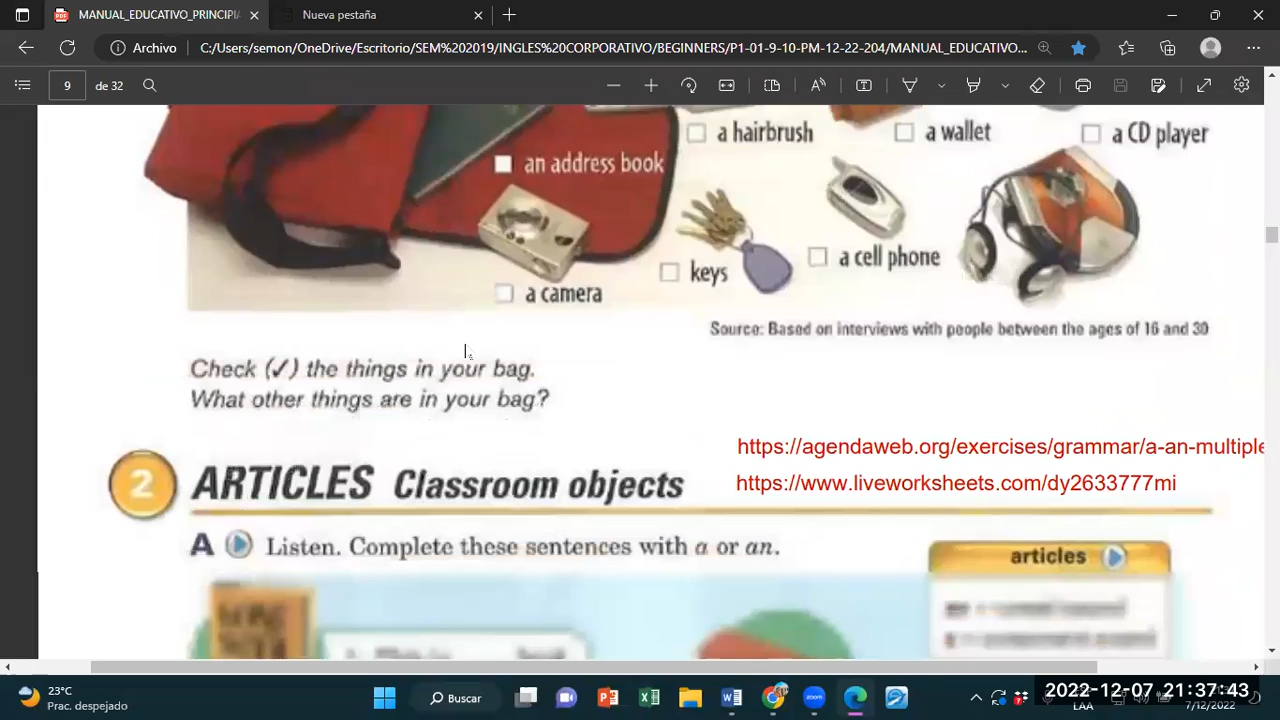 MANUAL_EDUCATIVO_PRINCIPI
Nueva pestaña
Archivo
C:/Users/semon/OneDrive/Escritorio/SEM%202019/INGLES%20CORPORATIVO/BEGINNERS/P1-01-9-10-PM-12-22-204/MANUAL_EDUCATIVO...
9 de 32
a hairbrush
a wallet
a CD player
an address book
a cell phone
keys
a camera
Source: Based on interviews with people between the ages of 16 and 30
Check (✓) the things in your bag.
What other things are in your bag?
https://agendaweb.org/exercises/grammar/a-an-multiple
2 ARTICLES Classroom objects
https://www.liveworksheets.com/dy2633777mi
A Listen. Complete these sentences with a or an.
articles
23°C
Prac. despejado
Buscar
2022-12-07 21:37:43
LAA
7/12/2022